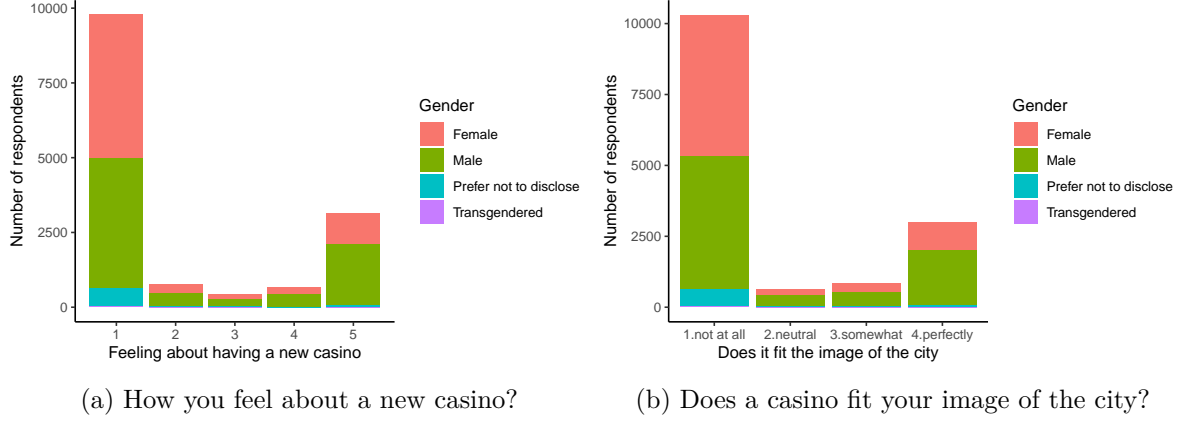 10000
7500
5000
2500
0
Number of respondents
1 2 3 4 5
Feeling about having a new casino
Gender
Female
Male
Prefer not to disclose
Transgendered
(a) How you feel about a new casino?
10000
7500
5000
2500
0
Number of respondents
1.not at all 2.neutral 3.somewhat 4.perfectly
Does it fit the image of the city
Gender
Female
Male
Prefer not to disclose
Transgendered
(b) Does a casino fit your image of the city?